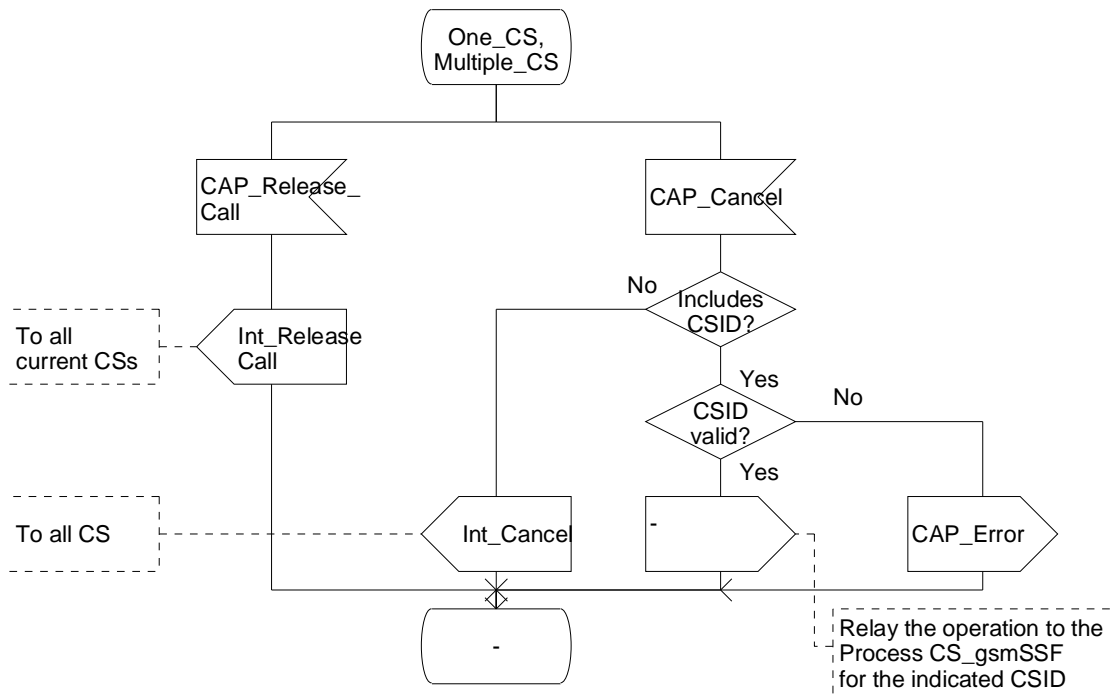 One_CS,
Multiple_CS
CAP_Release_
Call
CAP_Cancel
No
Includes
CSID?
To all
current CSs
Int_Release
Call
Yes
No
CSID
valid?
Yes
To all CS
Int_Cancel
-
CAP_Error
-
Relay the operation to the
Process CS_gsmSSF
for the indicated CSID